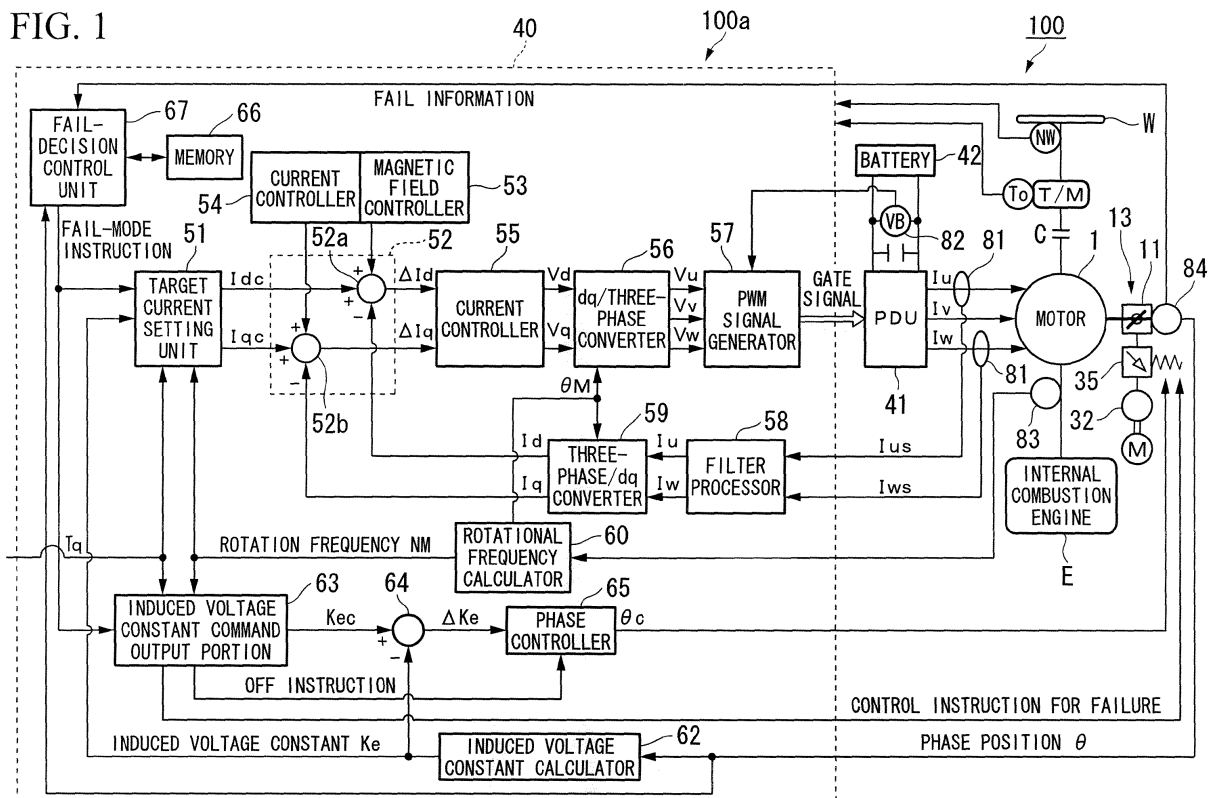 FIG. 1
100a
100
40
FAIL INFORMATION
67
66
FAIL-
DECISION
CONTROL
UNIT
MEMORY
W
NW
BATTERY
42
CURRENT
CONTROLLER
MAGNETIC
FIELD
CONTROLLER
53
54
To
T/M
VB
82
C
FAIL-MODE
INSTRUCTION
51
52a
52
55
56
57
81
1
13
11
84
TARGET
CURRENT
SETTING
UNIT
Idc
Iqc
+
+
-
+
+
-
ΔId
ΔIq
CURRENT
CONTROLLER
Vd
Vq
dq/THREE-
PHASE
CONVERTER
Vu
Vv
Vw
PWM
SIGNAL
GENERATOR
GATE
SIGNAL
PDU
Iu
Iv
Iw
MOTOR
52b
θM
41
81
35
83
32
M
59
58
Id
Iq
THREE-
PHASE/dq
CONVERTER
Iu
Iw
FILTER
PROCESSOR
Ius
Iws
INTERNAL
COMBUSTION
ENGINE
E
Tq
ROTATION FREQUENCY NM
ROTATIONAL
FREQUENCY
CALCULATOR
60
63
64
65
INDUCED VOLTAGE
CONSTANT COMMAND
OUTPUT PORTION
Kec
+
-
ΔKe
PHASE
CONTROLLER
θc
OFF INSTRUCTION
CONTROL INSTRUCTION FOR FAILURE
INDUCED VOLTAGE CONSTANT Ke
INDUCED VOLTAGE
CONSTANT CALCULATOR
62
PHASE POSITION θ